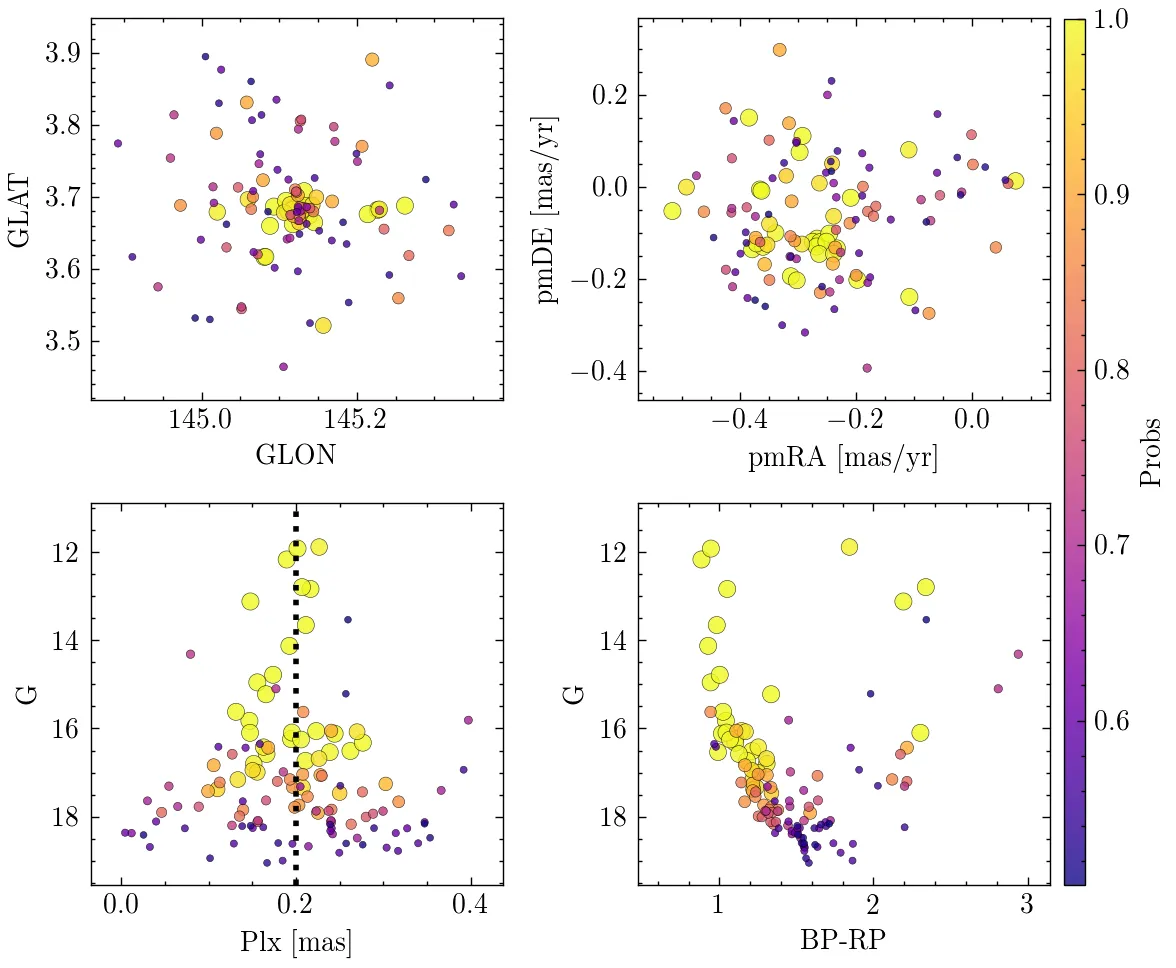 3.9
3.8
3.7
3.6
3.5
GLAT
145.0 145.2
GLON
0.2
0.0
−0.2
−0.4
pmDE [mas/yr]
−0.4 −0.2 0.0
pmRA [mas/yr]
1.0
0.9
0.8
0.7
0.6
Probs
12
14
16
18
G
0.0 0.2 0.4
Plx [mas]
12
14
16
18
G
1 2 3
BP-RP